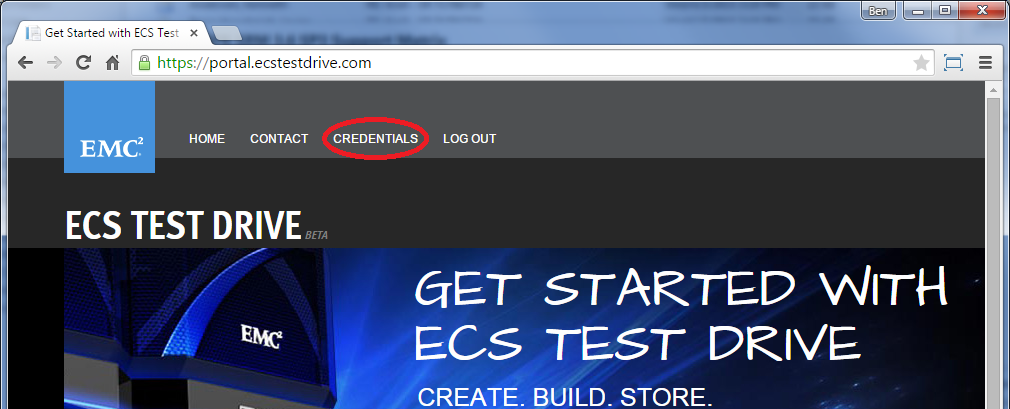 Ben
Get Started with ECS Test
https://portal.ecstestdrive.com
EMC²
HOME CONTACT CREDENTIALS LOG OUT
ECS TEST DRIVE BETA
GET STARTED WITH
ECS TEST DRIVE
EMC²
CREATE. BUILD. STORE.